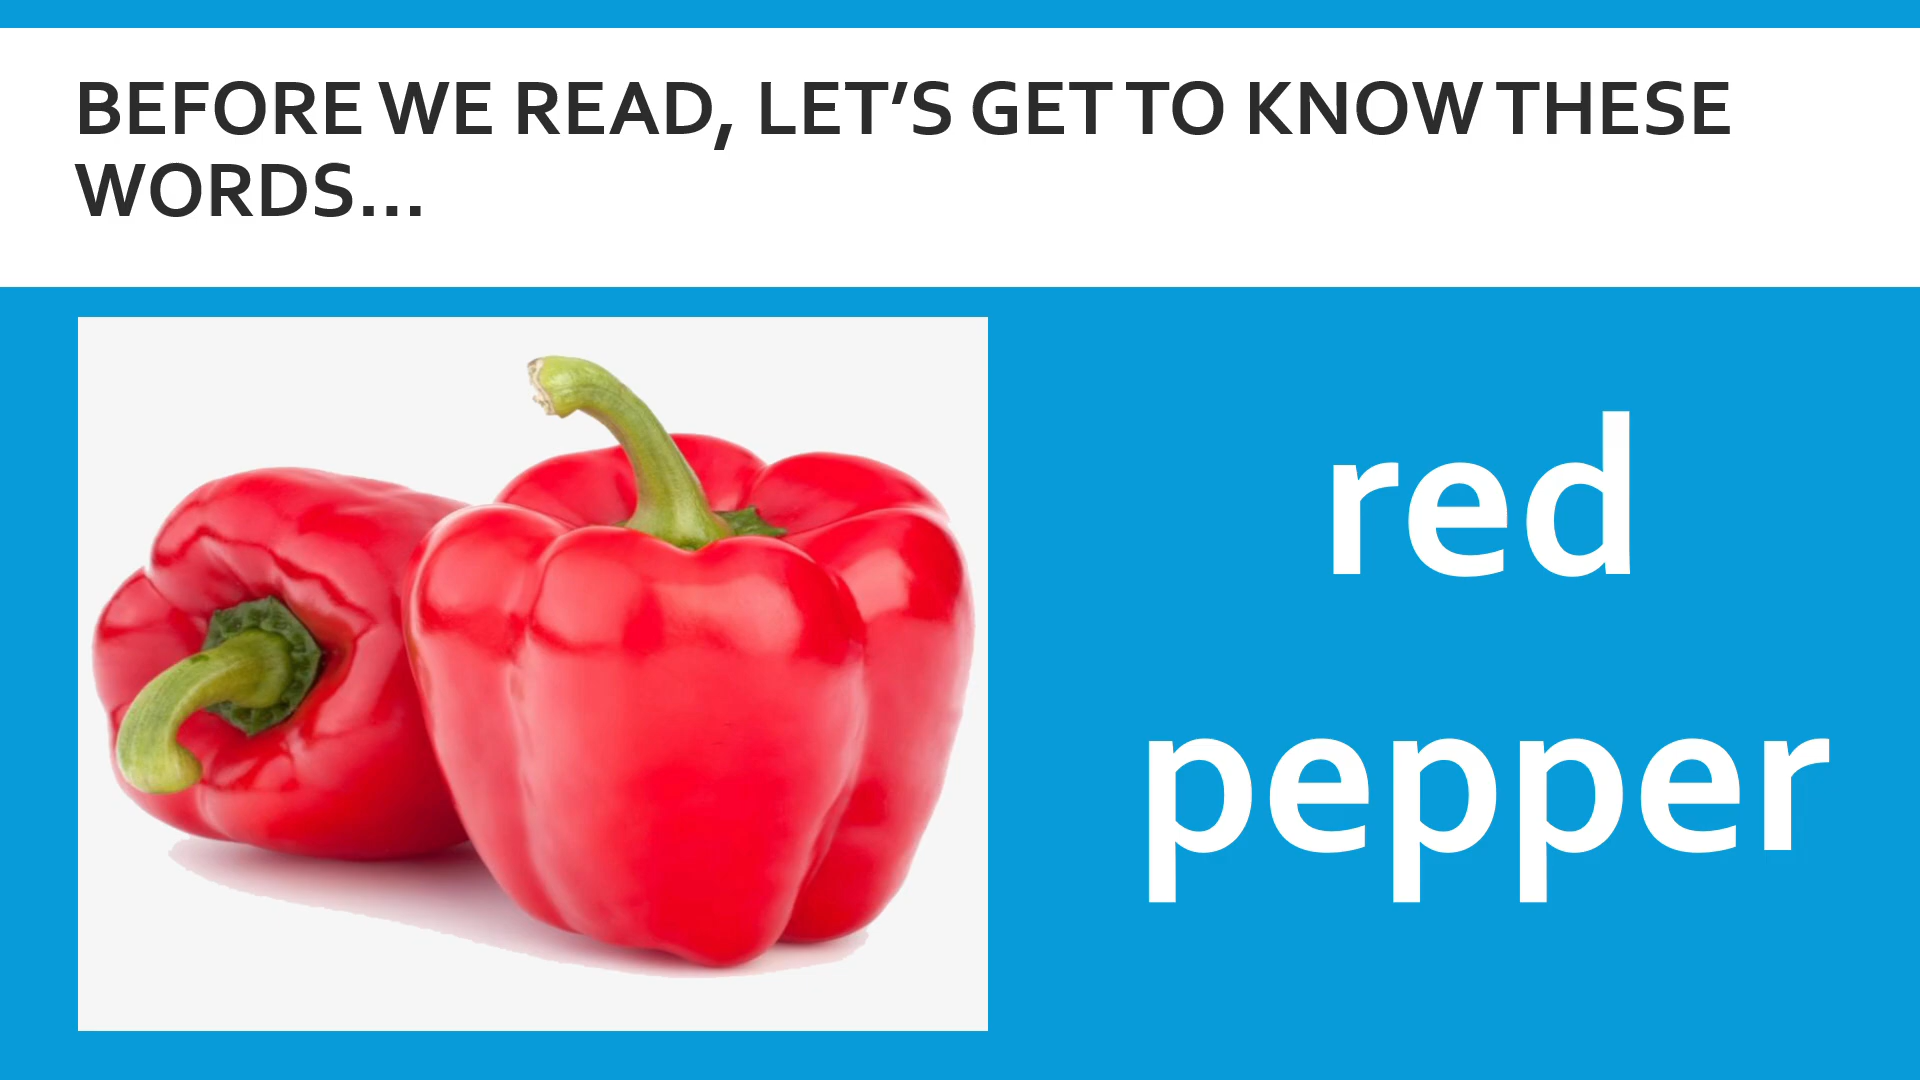 BEFORE WE READ, LET’S GET TO KNOW THESE
WORDS…
red
pepper